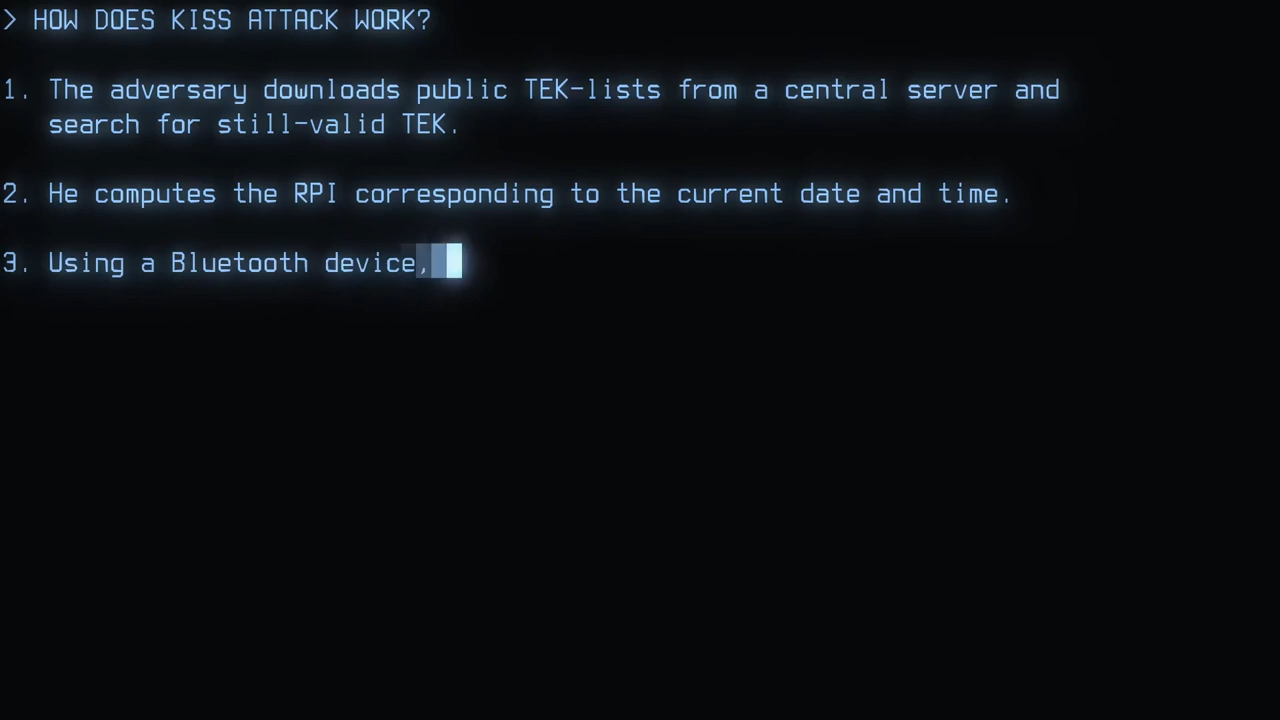 > HOW DOES KISS ATTACK WORK?
1. The adversary downloads public TEK-lists from a central server and
search for still-valid TEK.
2. He computes the RPI corresponding to the current date and time.
3. Using a Bluetooth device,